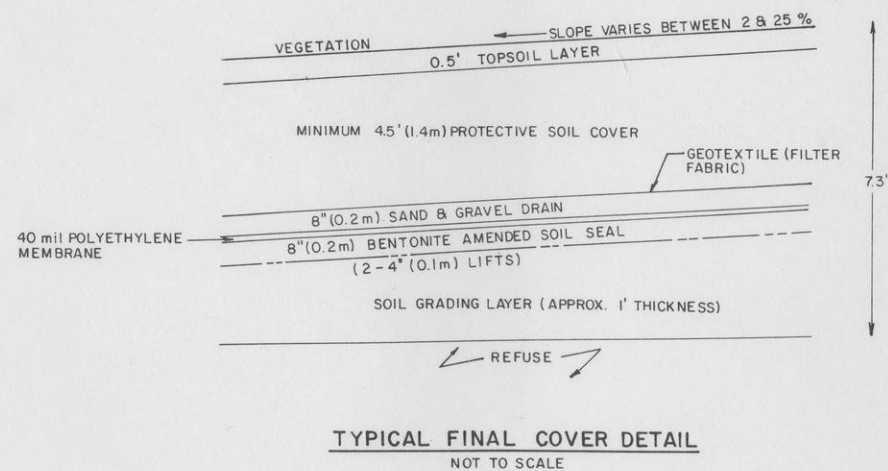 SLOPE VARIES BETWEEN 2 & 25 %
VEGETATION
0.5' TOPSOIL LAYER
MINIMUM 4.5' (1.4m) PROTECTIVE SOIL COVER
GEOTEXTILE (FILTER
FABRIC)
7.3'
8" (0.2m) SAND & GRAVEL DRAIN
40 mil POLYETHYLENE
MEMBRANE
8" (0.2m) BENTONITE AMENDED SOIL SEAL
(2-4" (0.1m) LIFTS)
SOIL GRADING LAYER (APPROX. 1' THICKNESS)
REFUSE
TYPICAL FINAL COVER DETAIL
NOT TO SCALE